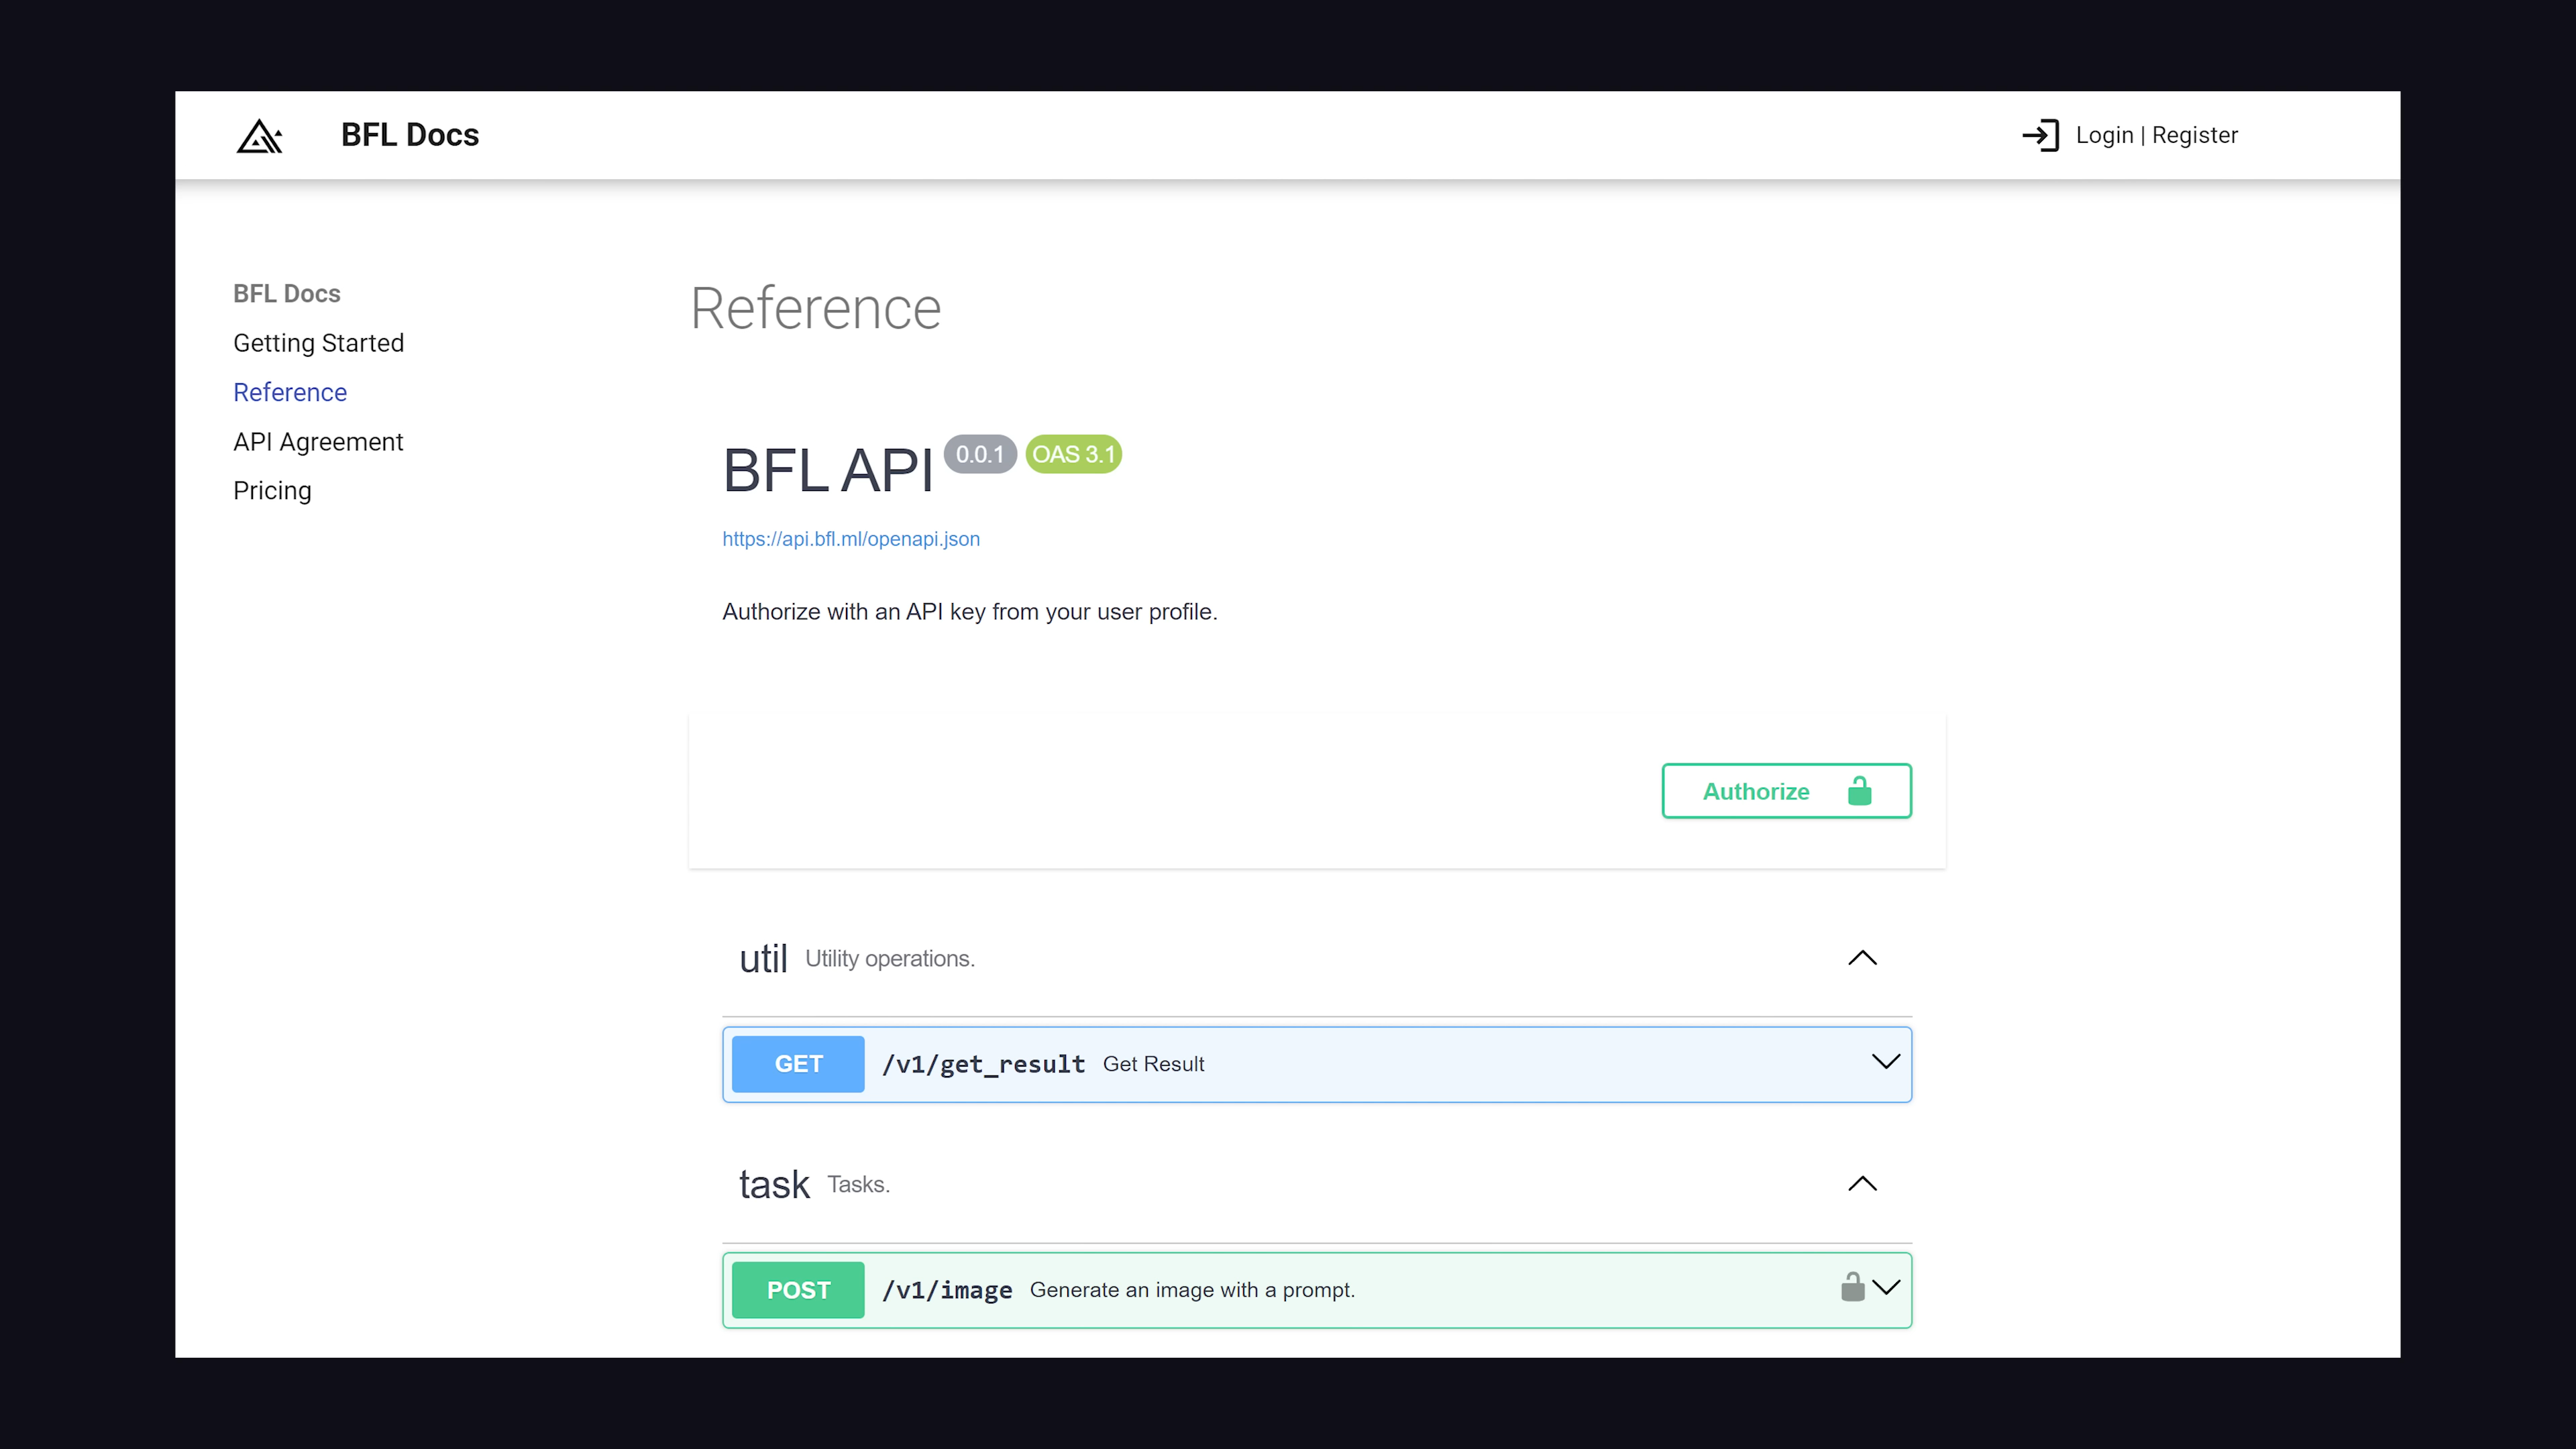 BFL Docs
Login | Register
BFL Docs
Getting Started
Reference
API Agreement
Pricing
Reference
BFL API 0.0.1 OAS 3.1
https://api.bfl.ml/openapi.json
Authorize with an API key from your user profile.
Authorize
util Utility operations.
GET /v1/get_result Get Result
task Tasks.
POST /v1/image Generate an image with a prompt.